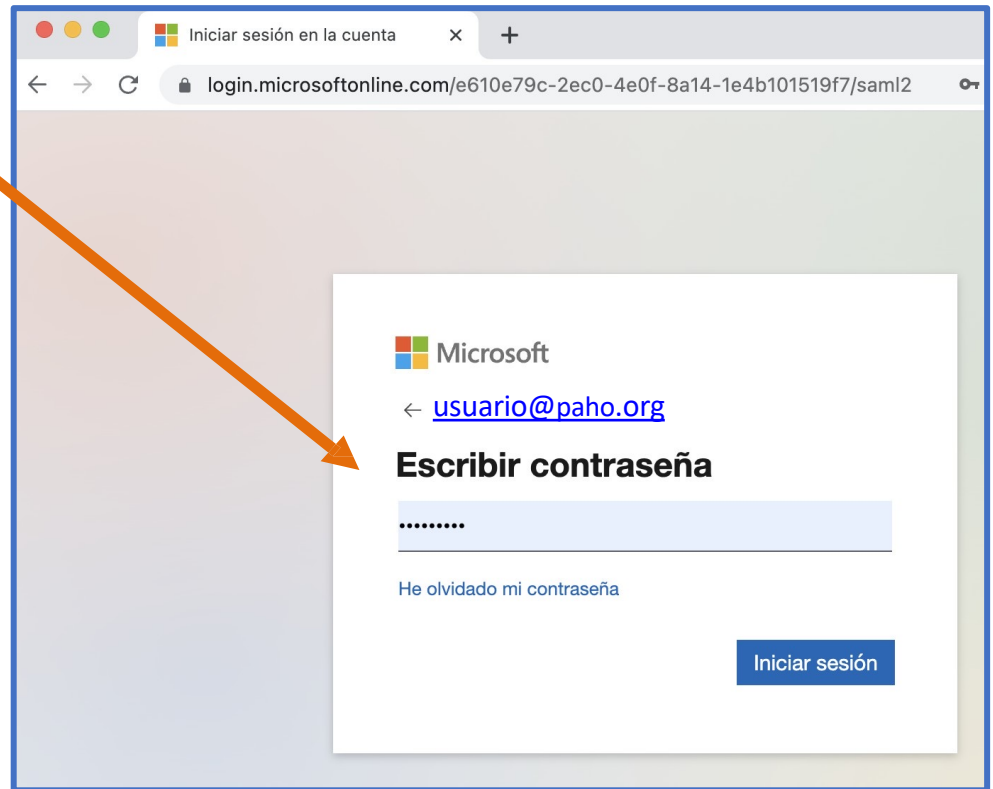 Iniciar sesión en la cuenta
login.microsoftonline.com/e610e79c-2ec0-4e0f-8a14-1e4b101519f7/saml2
Microsoft
usuario@paho.org
Escribir contraseña
•••••••••
He olvidado mi contraseña
Iniciar sesión